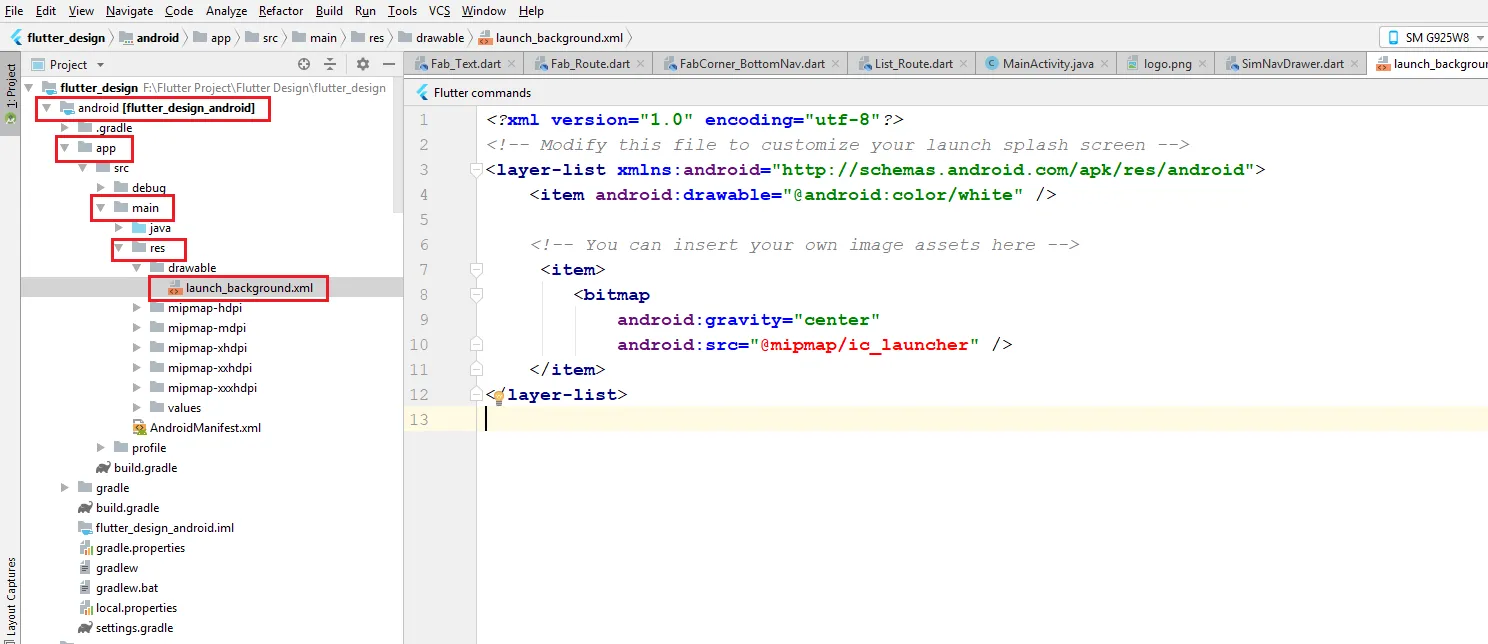 File Edit View Navigate Code Analyze Refactor Build Run Tools VCS Window Help
flutter_design android app src main res drawable launch_background.xml SM G925W8
Project
Fab_Text.dart Fab_Route.dart FabCorner_BottomNav.dart List_Route.dart MainActivity.java logo.png SimNavDrawer.dart launch_backgrour
1: Project
Layout Captures
flutter_design F:\Flutter Project\Flutter Design\flutter_design
android [flutter_design_android]
.gradle
app
src
debug
main
java
res
drawable
launch_background.xml
mipmap-hdpi
mipmap-mdpi
mipmap-xhdpi
mipmap-xxhdpi
mipmap-xxxhdpi
values
AndroidManifest.xml
profile
build.gradle
gradle
build.gradle
flutter_design_android.iml
gradle.properties
gradlew
gradlew.bat
local.properties
settings.gradle
Flutter commands
1 <?xml version="1.0" encoding="utf-8"?>
2 <!-- Modify this file to customize your launch splash screen -->
3 <layer-list xmlns:android="http://schemas.android.com/apk/res/android">
4 <item android:drawable="@android:color/white" />
5
6 <!-- You can insert your own image assets here -->
7 <item>
8 <bitmap
9 android:gravity="center"
10 android:src="@mipmap/ic_launcher" />
11 </item>
12 </layer-list>
13